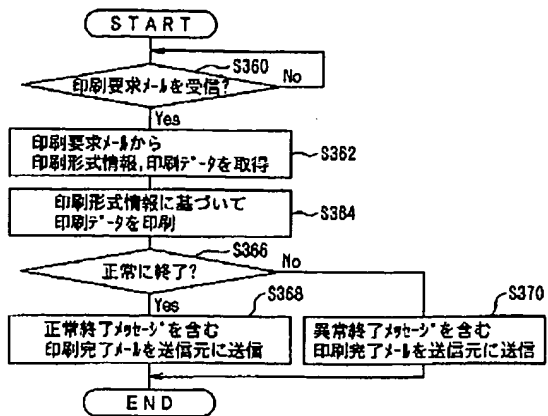 START
S360
印刷要求ﾒｰﾙを受信?
No
Yes
印刷要求ﾒｰﾙから
印刷形式情報,印刷ﾃﾞｰﾀを取得
S362
印刷形式情報に基づいて
印刷ﾃﾞｰﾀを印刷
S364
S366
正常に終了?
No
Yes
S368
正常終了ﾒｯｾｰｼﾞを含む
印刷完了ﾒｰﾙを送信元に送信
S370
異常終了ﾒｯｾｰｼﾞを含む
印刷完了ﾒｰﾙを送信元に送信
END